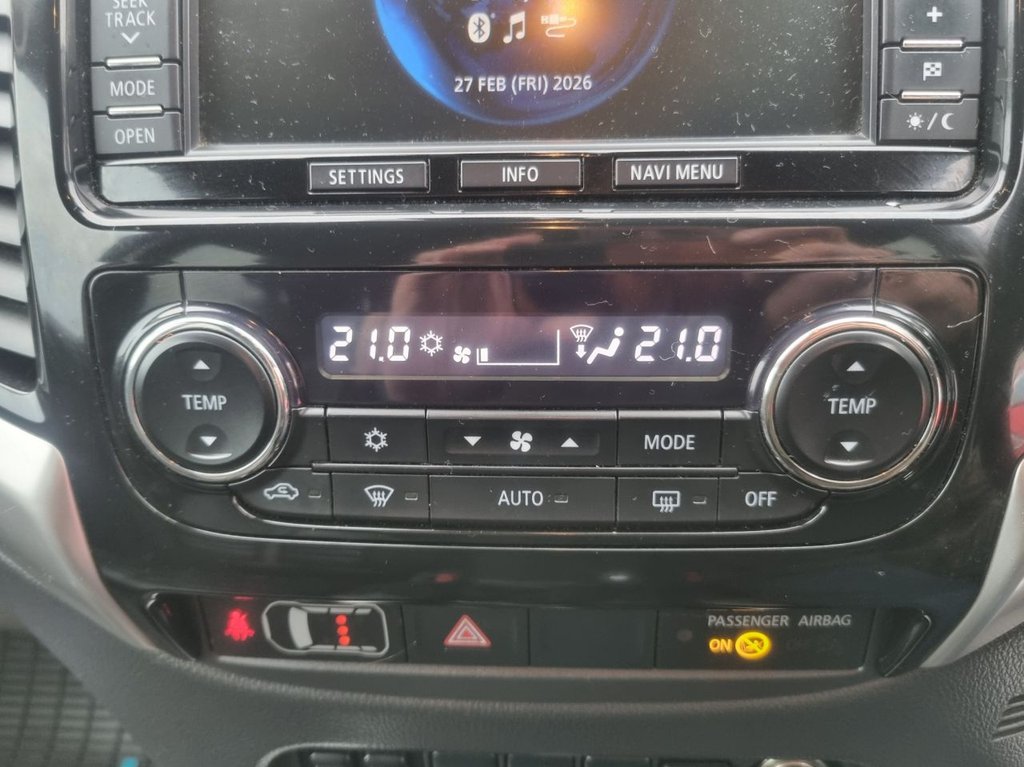 SEEK
TRACK
MODE
OPEN
27 FEB (FRI) 2026
SETTINGS
INFO
NAVI MENU
21.0
21.0
TEMP
TEMP
MODE
AUTO
OFF
PASSENGER AIRBAG
ON